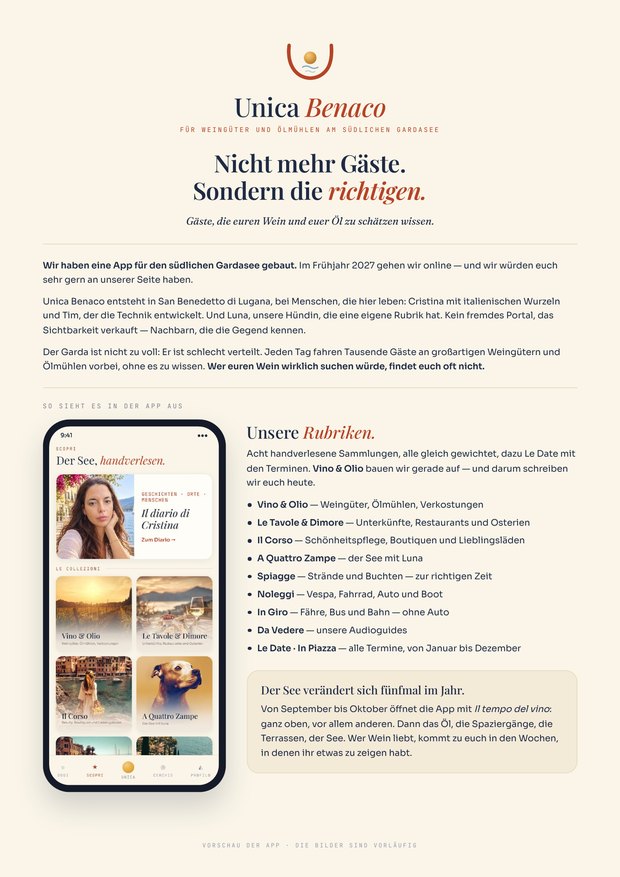 Unica Benaco
FÜR WEINGÜTER UND ÖLMÜHLEN AM SÜDLICHEN GARDASEE
Nicht mehr Gäste.
Sondern die richtigen.
Gäste, die euren Wein und euer Öl zu schätzen wissen.
Wir haben eine App für den südlichen Gardasee gebaut. Im Frühjahr 2027 gehen wir online — und wir würden euch
sehr gern an unserer Seite haben.
Unica Benaco entsteht in San Benedetto di Lugana, bei Menschen, die hier leben: Cristina mit italienischen Wurzeln
und Tim, der die Technik entwickelt. Und Luna, unsere Hündin, die eine eigene Rubrik hat. Kein fremdes Portal, das
Sichtbarkeit verkauft — Nachbarn, die die Gegend kennen.
Der Garda ist nicht zu voll: Er ist schlecht verteilt. Jeden Tag fahren Tausende Gäste an großartigen Weingütern und
Ölmühlen vorbei, ohne es zu wissen. Wer euren Wein wirklich suchen würde, findet euch oft nicht.
SO SIEHT ES IN DER APP AUS
9:41
SCOPRI
Der See, handverlesen.
GESCHICHTEN · ORTE ·
MENSCHEN
Il diario di
Cristina
Zum Diario →
LE COLLEZIONI
Vino & Olio
Le Tavole & Dimore
Il Corso
A Quattro Zampe
OGGI
SCOPRI
UNICA
PROFILO
Unsere Rubriken.
Acht handverlesene Sammlungen, alle gleich gewichtet, dazu Le Date mit
den Terminen. Vino & Olio bauen wir gerade auf — und darum schreiben
wir euch heute.
• Vino & Olio — Weingüter, Ölmühlen, Verkostungen
• Le Tavole & Dimore — Unterkünfte, Restaurants und Osterien
• Il Corso — Schönheitspflege, Boutiquen und Lieblingsläden
• A Quattro Zampe — der See mit Luna
• Spiagge — Strände und Buchten — zur richtigen Zeit
• Noleggi — Vespa, Fahrrad, Auto und Boot
• In Giro — Fähre, Bus und Bahn — ohne Auto
• Da Vedere — unsere Audioguides
• Le Date · In Piazza — alle Termine, von Januar bis Dezember
Der See verändert sich fünfmal im Jahr.
Von September bis Oktober öffnet die App mit Il tempo del vino:
ganz oben, vor allem anderen. Dann das Öl, die Spaziergänge, die
Terrassen, der See. Wer Wein liebt, kommt zu euch in den Wochen,
in denen ihr etwas zu zeigen habt.
VORSCHAU DER APP · DIE BILDER SIND VORLÄUFIG